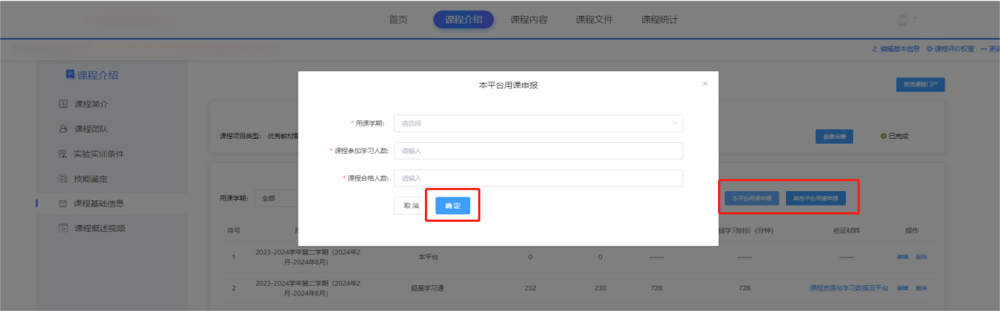 首页 课程介绍 课程内容 课程文件 课程统计
编辑基本信息 课程评价权重 ··· 更多
课程介绍
课程简介
课程团队
实验实训条件
技能鉴定
课程基础信息
课程概述视频
预览课程门户
课程项目类型: 优秀教材
信息完善 已完成
用课学期: 全部
本平台用课申报 其他平台用课申报
本平台用课申报 ×
* 用课学期: 请选择
* 课程参加学习人数: 请输入
* 课程合格人数: 请输入
取消 确定
序号 学习时长 (分钟) 佐证材料 操作
1 2023-2024学年第二学期 (2024年2 本平台 0 0 —— —— —— 编辑 删除
月-2024年8月)
2 2023-2024学年第二学期 (2024年2 超星学习通 232 230 728 728 课程资源与学习数据及平台 编辑 删除
月-2024年8月)